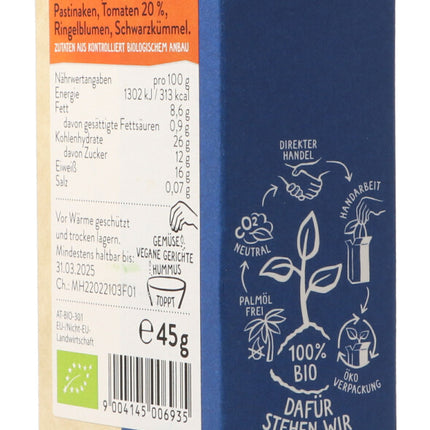 Pastinaken, Tomaten 20 %,
Ringelblumen, Schwarzkümmel.
ZUTATEN AUS KONTROLLIERT BIOLOGISCHEM ANBAU
Nährwertangaben pro 100 g
Energie 1302 kJ / 313 kcal
Fett 8,6g
davon gesättigte Fettsäuren 0,9 g
Kohlenhydrate 26 g
davon Zucker 12 g
Eiweiß 16 g
Salz 0,07 g
Vor Wärme geschützt
und trocken lagern.
Mindestens haltbar bis:
31.03.2025
Ch.: MH22022103F01
GEMÜSE,
VEGANE GERICHTE
HUMMUS
TOPPT
AT-BIO-301
EU-/Nicht-EU-
Landwirtschaft
e 45g
9 004145 006935
DIREKTER
HANDEL
HANDARBEIT
CO2
NEUTRAL
PALMÖL
FREI
ÖKO
VERPACKUNG
100%
BIO
DAFÜR
STEHEN WIR